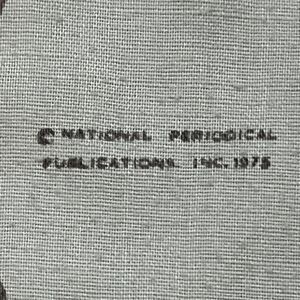 © NATIONAL PERIODICAL
PUBLICATIONS INC. 1975